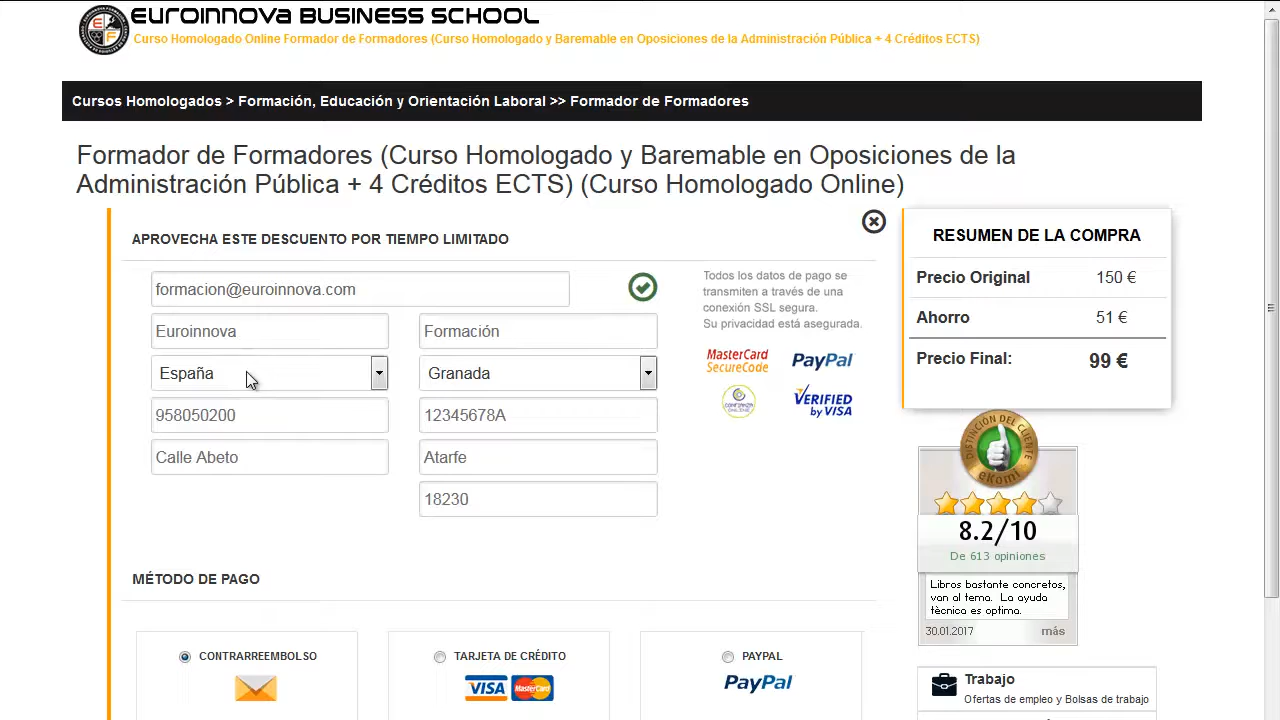 EUROINNOVA BUSINESS SCHOOL
Curso Homologado Online Formador de Formadores (Curso Homologado y Baremable en Oposiciones de la Administración Pública + 4 Créditos ECTS)
Cursos Homologados > Formación, Educación y Orientación Laboral >> Formador de Formadores
Formador de Formadores (Curso Homologado y Baremable en Oposiciones de la
Administración Pública + 4 Créditos ECTS) (Curso Homologado Online)
APROVECHA ESTE DESCUENTO POR TIEMPO LIMITADO
formacion@euroinnova.com
Euroinnova
Formación
España
Granada
958050200
12345678A
Calle Abeto
Atarfe
18230
Todos los datos de pago se
transmiten a través de una
conexión SSL segura.
Su privacidad está asegurada.
MasterCard
SecureCode
PayPal
CONFIANZA
ONLINE
VERIFIED
by VISA
RESUMEN DE LA COMPRA
Precio Original 150 €
Ahorro 51 €
Precio Final: 99 €
DISTINCIÓN DEL CLIENTE
eKomi
8.2/10
De 613 opiniones
Libros bastante concretos,
van al tema. La ayuda
tècnica es optima.
30.01.2017 más
Trabajo
Ofertas de empleo y Bolsas de trabajo
MÉTODO DE PAGO
CONTRARREEMBOLSO
TARJETA DE CRÉDITO
VISA
MasterCard
PAYPAL
PayPal